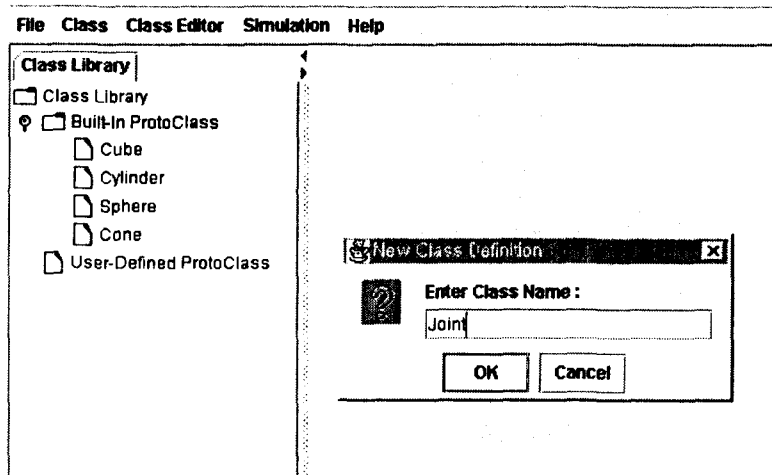 File Class Class Editor Simulation Help
Class Library
Class Library
Built-In ProtoClass
Cube
Cylinder
Sphere
Cone
User-Defined ProtoClass
New Class Definition
Enter Class Name :
Joint
OK Cancel